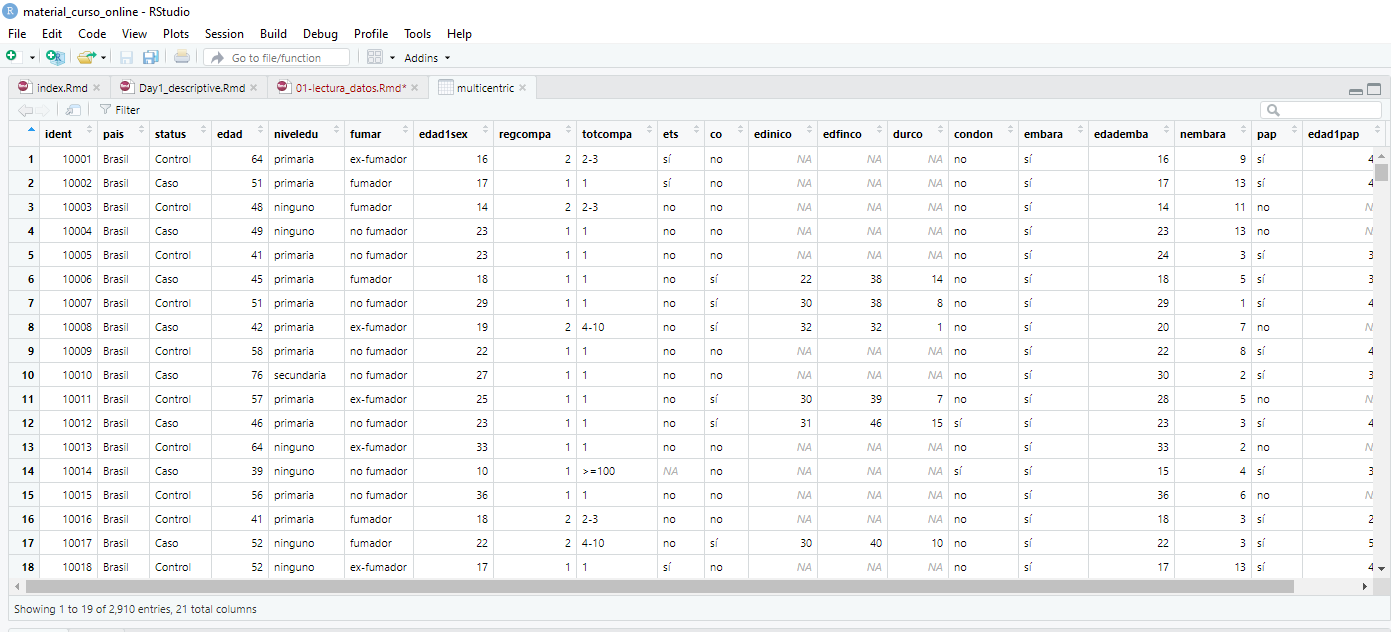 material_curso_online - RStudio
File Edit Code View Plots Session Build Debug Profile Tools Help
Go to file/function Addins
index.Rmd Day1_descriptive.Rmd 01-lectura_datos.Rmd* multicentric
Filter
ident pais status edad niveledu fumar edad1sex regcompa totcompa ets co edinico edfinco durco condon embara edademba nembara pap edad1pap
1 10001 Brasil Control 64 primaria ex-fumador 16 2 2-3 sí no NA NA NA no sí 16 9 sí 4
2 10002 Brasil Caso 51 primaria fumador 17 1 1 sí no NA NA NA no sí 17 13 sí 4
3 10003 Brasil Control 48 ninguno fumador 14 2 2-3 no no NA NA NA no sí 14 11 no N
4 10004 Brasil Caso 49 ninguno no fumador 23 1 1 no no NA NA NA no sí 23 13 no N
5 10005 Brasil Control 41 primaria no fumador 23 1 1 no no NA NA NA no sí 24 3 sí 3
6 10006 Brasil Caso 45 primaria fumador 18 1 1 no sí 22 38 14 no sí 18 5 sí 3
7 10007 Brasil Control 51 primaria no fumador 29 1 1 no sí 30 38 8 no sí 29 1 sí 4
8 10008 Brasil Caso 42 primaria ex-fumador 19 2 4-10 no sí 32 32 1 no sí 20 7 no N
9 10009 Brasil Control 58 primaria no fumador 22 1 1 no no NA NA NA no sí 22 8 sí 4
10 10010 Brasil Caso 76 secundaria no fumador 27 1 1 no no NA NA NA no sí 30 2 sí 3
11 10011 Brasil Control 57 primaria ex-fumador 25 1 1 no sí 30 39 7 no sí 28 5 no N
12 10012 Brasil Caso 46 primaria no fumador 23 1 1 no sí 31 46 15 sí sí 23 3 sí 4
13 10013 Brasil Control 64 ninguno ex-fumador 33 1 1 no no NA NA NA no sí 33 2 no N
14 10014 Brasil Caso 39 ninguno no fumador 10 1 >=100 NA no NA NA NA sí sí 15 4 sí 3
15 10015 Brasil Control 56 primaria no fumador 36 1 1 no no NA NA NA no sí 36 6 no N
16 10016 Brasil Control 41 primaria fumador 18 2 2-3 no no NA NA NA no sí 18 3 sí 2
17 10017 Brasil Caso 52 ninguno fumador 22 2 4-10 no sí 30 40 10 no sí 22 3 sí 5
18 10018 Brasil Control 52 ninguno ex-fumador 17 1 1 sí no NA NA NA no sí 17 13 sí 4
Showing 1 to 19 of 2,910 entries, 21 total columns